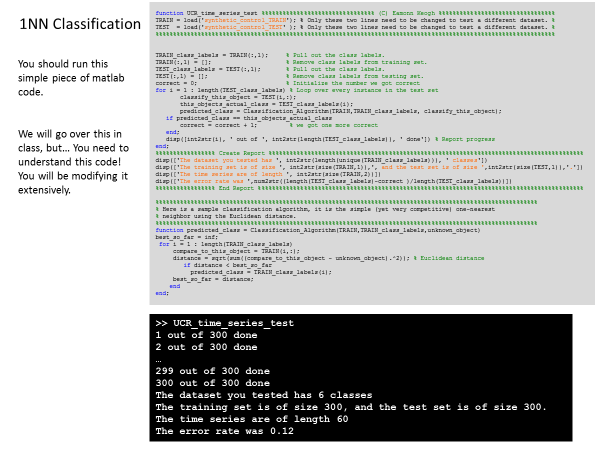 1NN Classification
You should run this
simple piece of matlab
code.
We will go over this in
class, but... You need to
understand this code!
You will be modifying it
extensively.
function UCR_time_series_test %%%%%%%%%%%%%%%%%%%%%%%%%%%%%% (C) Eamonn Keogh %%%%%%%%%%%%%%%%%%%%%%%
TRAIN = load('synthetic_control_TRAIN'); % Only these two lines need to be changed to test a different dataset. %
TEST = load('synthetic_control_TEST' ); % Only these two lines need to be changed to test a different dataset. %
TRAIN_class_labels = TRAIN(:,1); % Pull out the class labels.
TRAIN(:,1) = []; % Remove class labels from training set.
TEST_class_labels = TEST(:,1); % Pull out the class labels.
TEST(:,1) = []; % Remove class labels from testing set.
correct = 0; % Initialize the number we got correct
for i = 1 : length(TEST_class_labels) % Loop over every instance in the test set
classify_this_object = TEST(i,:);
this_objects_actual_class = TEST_class_labels(i);
predicted_class = Classification_Algorithm(TRAIN,TRAIN_class_labels, classify_this_object);
if predicted_class == this_objects_actual_class
correct = correct + 1; % we got one more correct
end;
disp([int2str(i), ' out of ', int2str(length(TEST_class_labels)), ' done']) % Report progress
end;
%%%%%%%%%%%%%%%%% Create Report %%%%%%%%%%%%%%%%%
disp(['The dataset you tested has ', int2str(length(unique(TRAIN_class_labels))), ' classes'])
disp(['The training set is of size ', int2str(size(TRAIN,1)),', and the test set is of size ',int2str(size(TEST,1)),'.'])
disp(['The time series are of length ', int2str(size(TRAIN,2))])
disp(['The error rate was ',num2str((length(TEST_class_labels)-correct )/length(TEST_class_labels))])
%%%%%%%%%%%%%%%%% End Report %%%%%%%%%%%%%%%%%
% Here is a sample classification algorithm, it is the simple (yet very competitive) one-nearest
% neighbor using the Euclidean distance.
function predicted_class = Classification_Algorithm(TRAIN,TRAIN_class_labels,unknown_object)
best_so_far = inf;
for i = 1 : length(TRAIN_class_labels)
compare_to_this_object = TRAIN(i,:);
distance = sqrt(sum((compare_to_this_object - unknown_object).^2)); % Euclidean distance
if distance < best_so_far
predicted_class = TRAIN_class_labels(i);
best_so_far = distance;
end
end;
>> UCR_time_series_test
1 out of 300 done
2 out of 300 done
…
299 out of 300 done
300 out of 300 done
The dataset you tested has 6 classes
The training set is of size 300, and the test set is of size 300.
The time series are of length 60
The error rate was 0.12